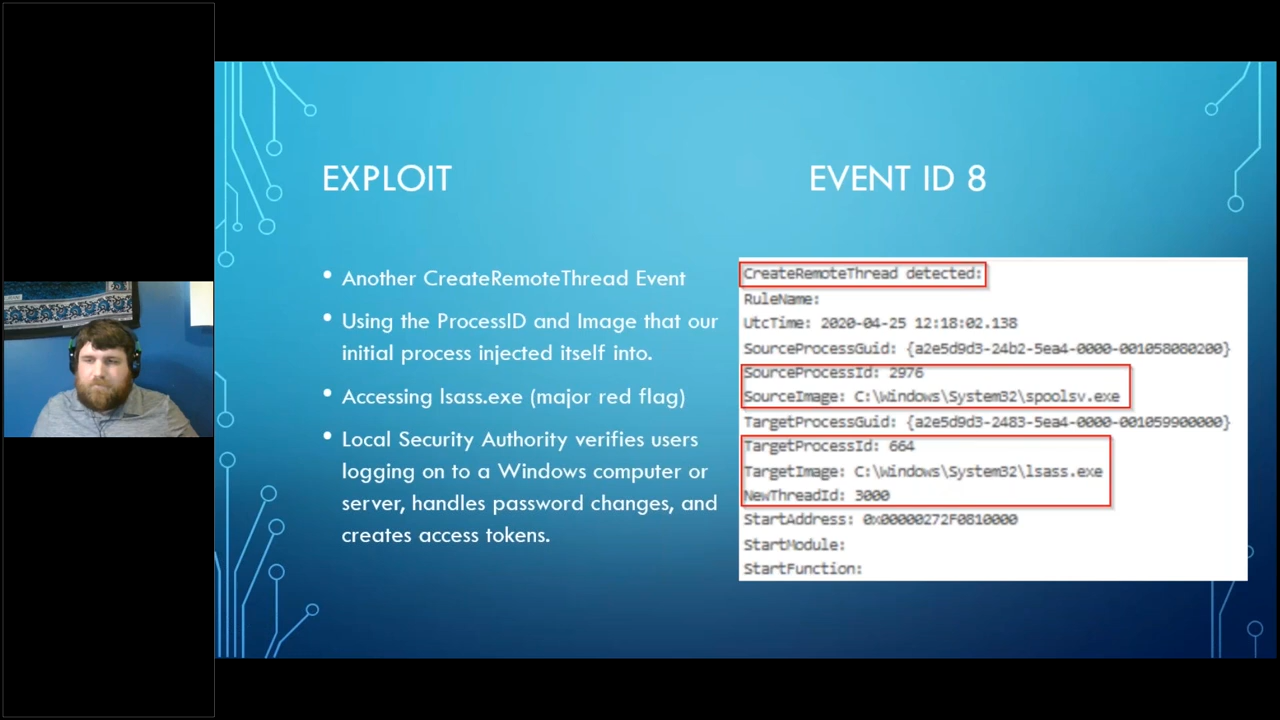 EXPLOIT
EVENT ID 8
• Another CreateRemoteThread Event
• Using the ProcessID and Image that our
initial process injected itself into.
• Accessing lsass.exe (major red flag)
• Local Security Authority verifies users
logging on to a Windows computer or
server, handles password changes, and
creates access tokens.
CreateRemoteThread detected:
RuleName:
UtcTime: 2020-04-25 12:18:02.138
SourceProcessGuid: {a2e5d9d3-24b2-5ea4-0000-001058080200}
SourceProcessId: 2976
SourceImage: C:\Windows\System32\spoolsv.exe
TargetProcessGuid: {a2e5d9d3-2483-5ea4-0000-001059900000}
TargetProcessId: 664
TargetImage: C:\Windows\System32\lsass.exe
NewThreadId: 3000
StartAddress: 0x00000272F0810000
StartModule:
StartFunction: